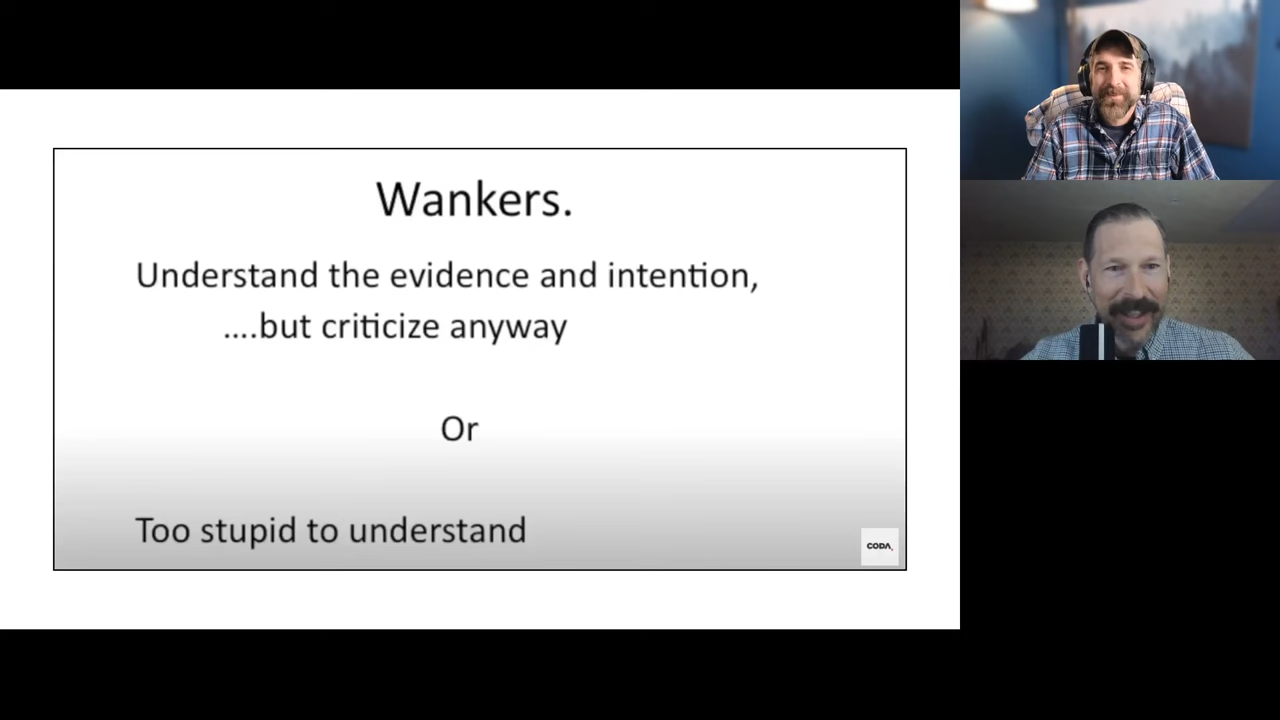 Wankers.
Understand the evidence and intention,
....but criticize anyway
Or
Too stupid to understand
CODA.